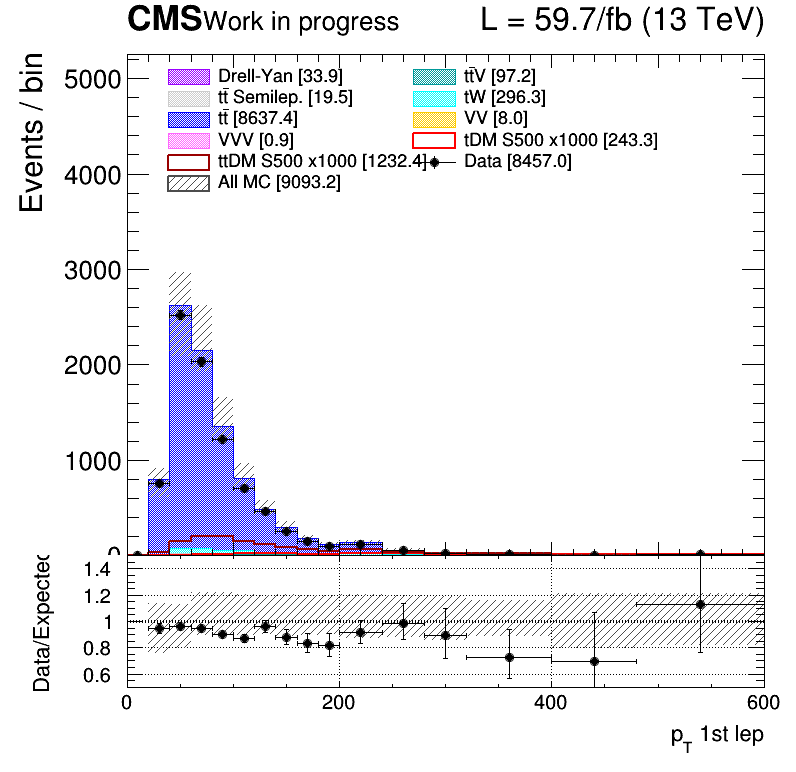 CMS Work in progress L = 59.7/fb (13 TeV)
Events / bin
5000
4000
3000
2000
1000
0
Drell-Yan [33.9]
tt̄ Semilep. [19.5]
tt̄ [8637.4]
VVV [0.9]
ttDM S500 x1000 [1232.4]
All MC [9093.2]
tt̄V [97.2]
tW [296.3]
VV [8.0]
tDM S500 x1000 [243.3]
Data [8457.0]
Data/Expected
1.4
1.2
1
0.8
0.6
0 200 400 600
p_T 1st lep